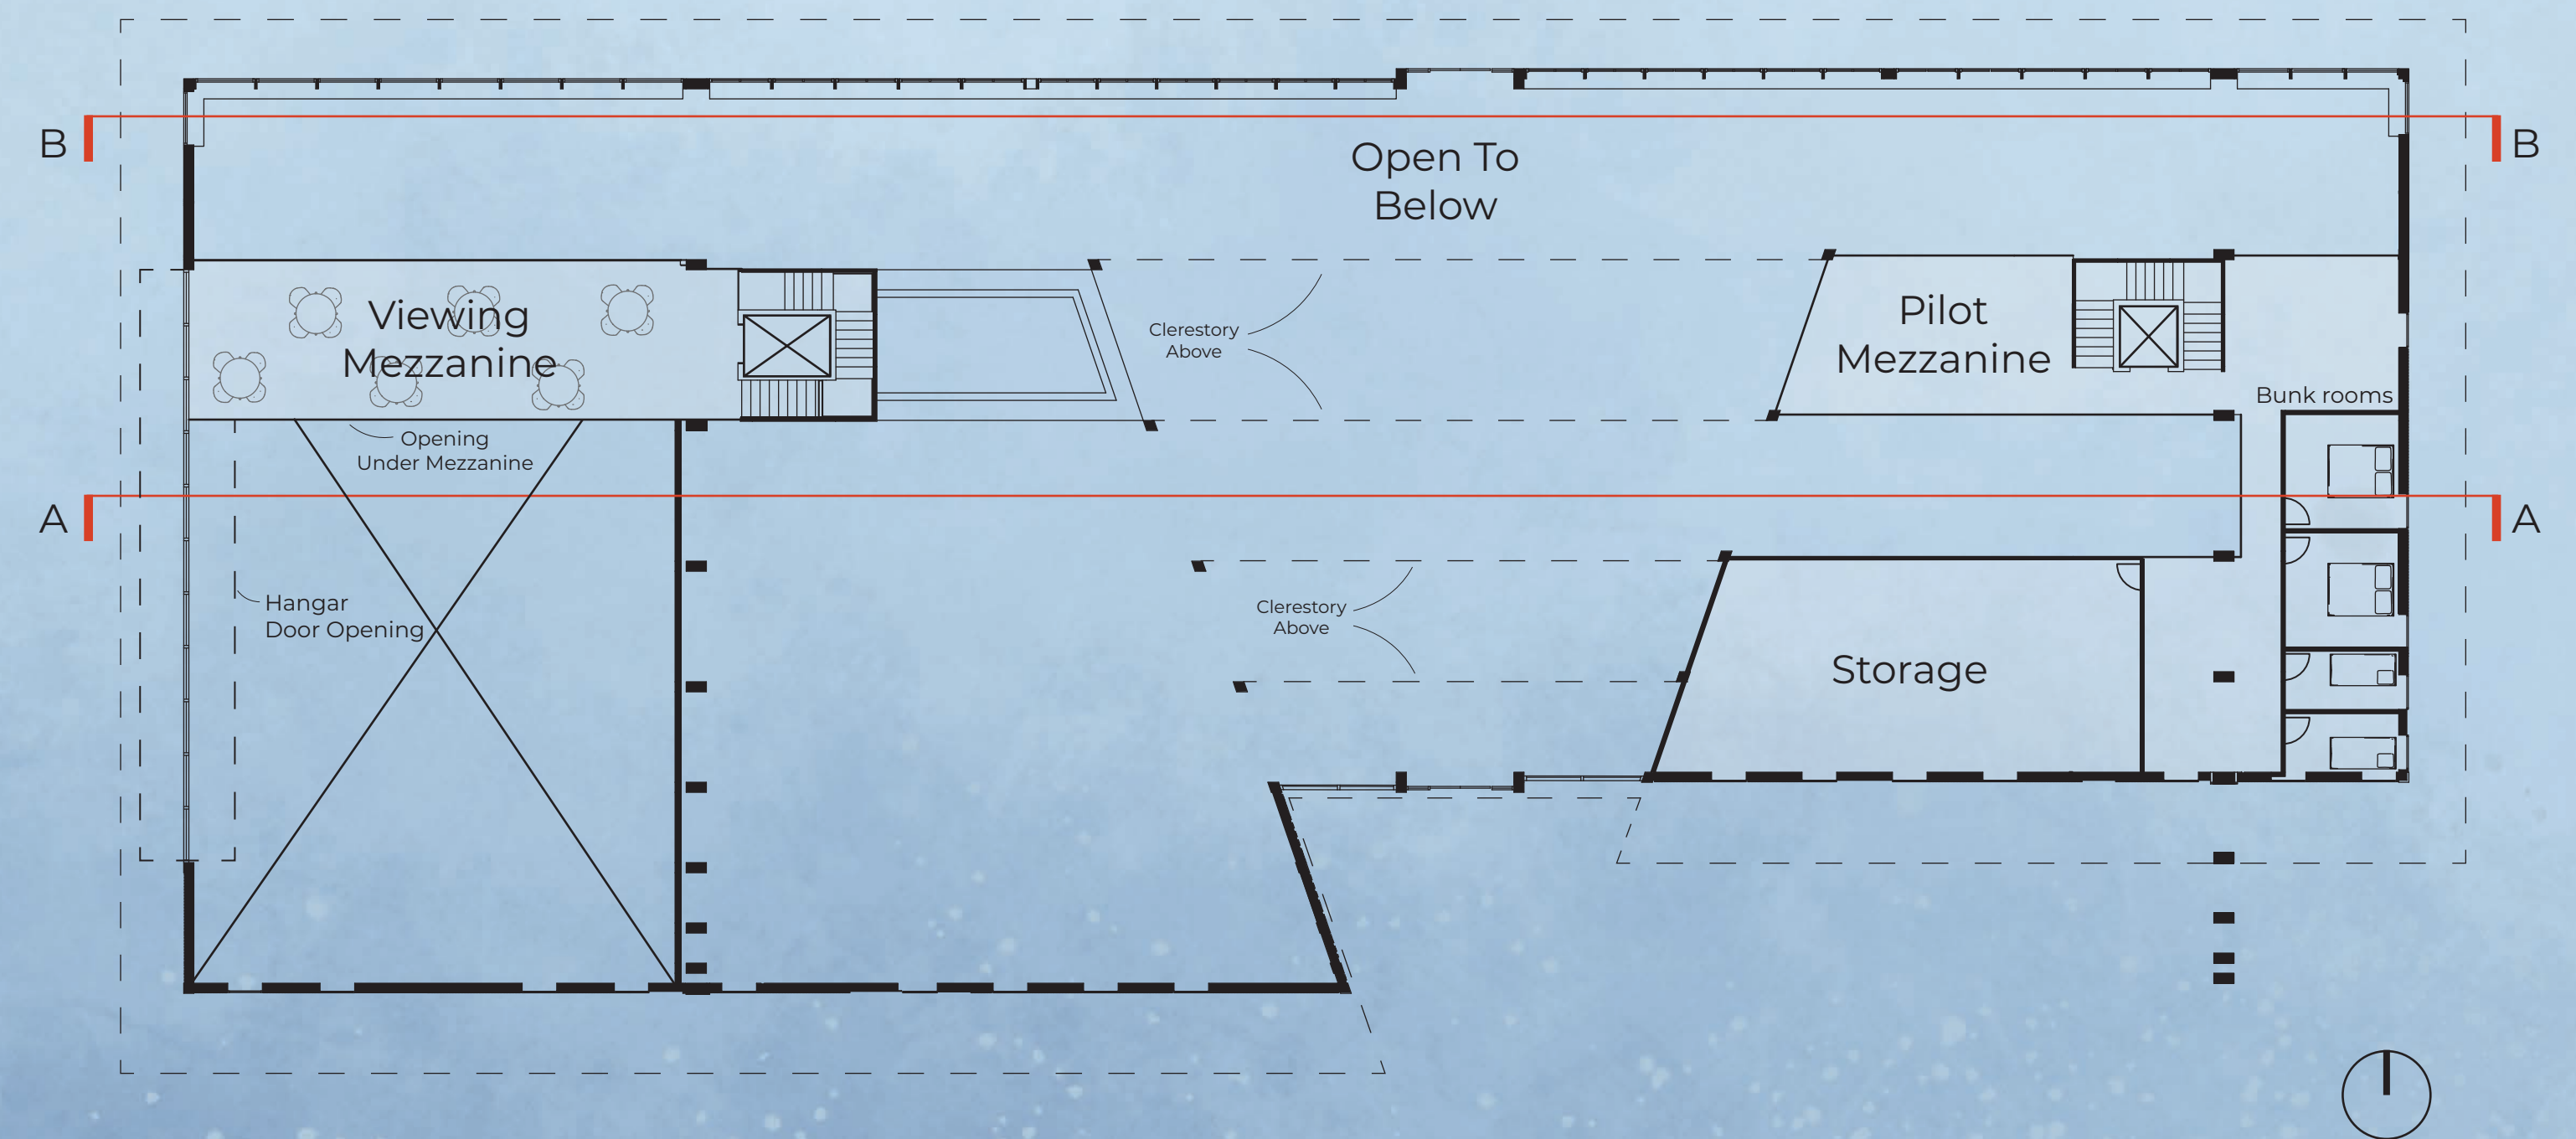 B
B
Open To
Below
Viewing
Mezzanine
Clerestory
Above
Pilot
Mezzanine
Bunk rooms
Opening
Under Mezzanine
A
A
Hangar
Door Opening
Clerestory
Above
Storage